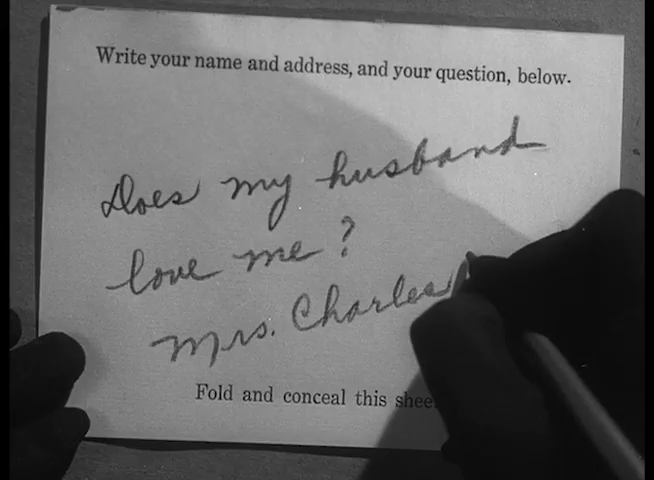 Write your name and address, and your question, below.
Does my husband
love me?
Mrs. Charles
Fold and conceal this